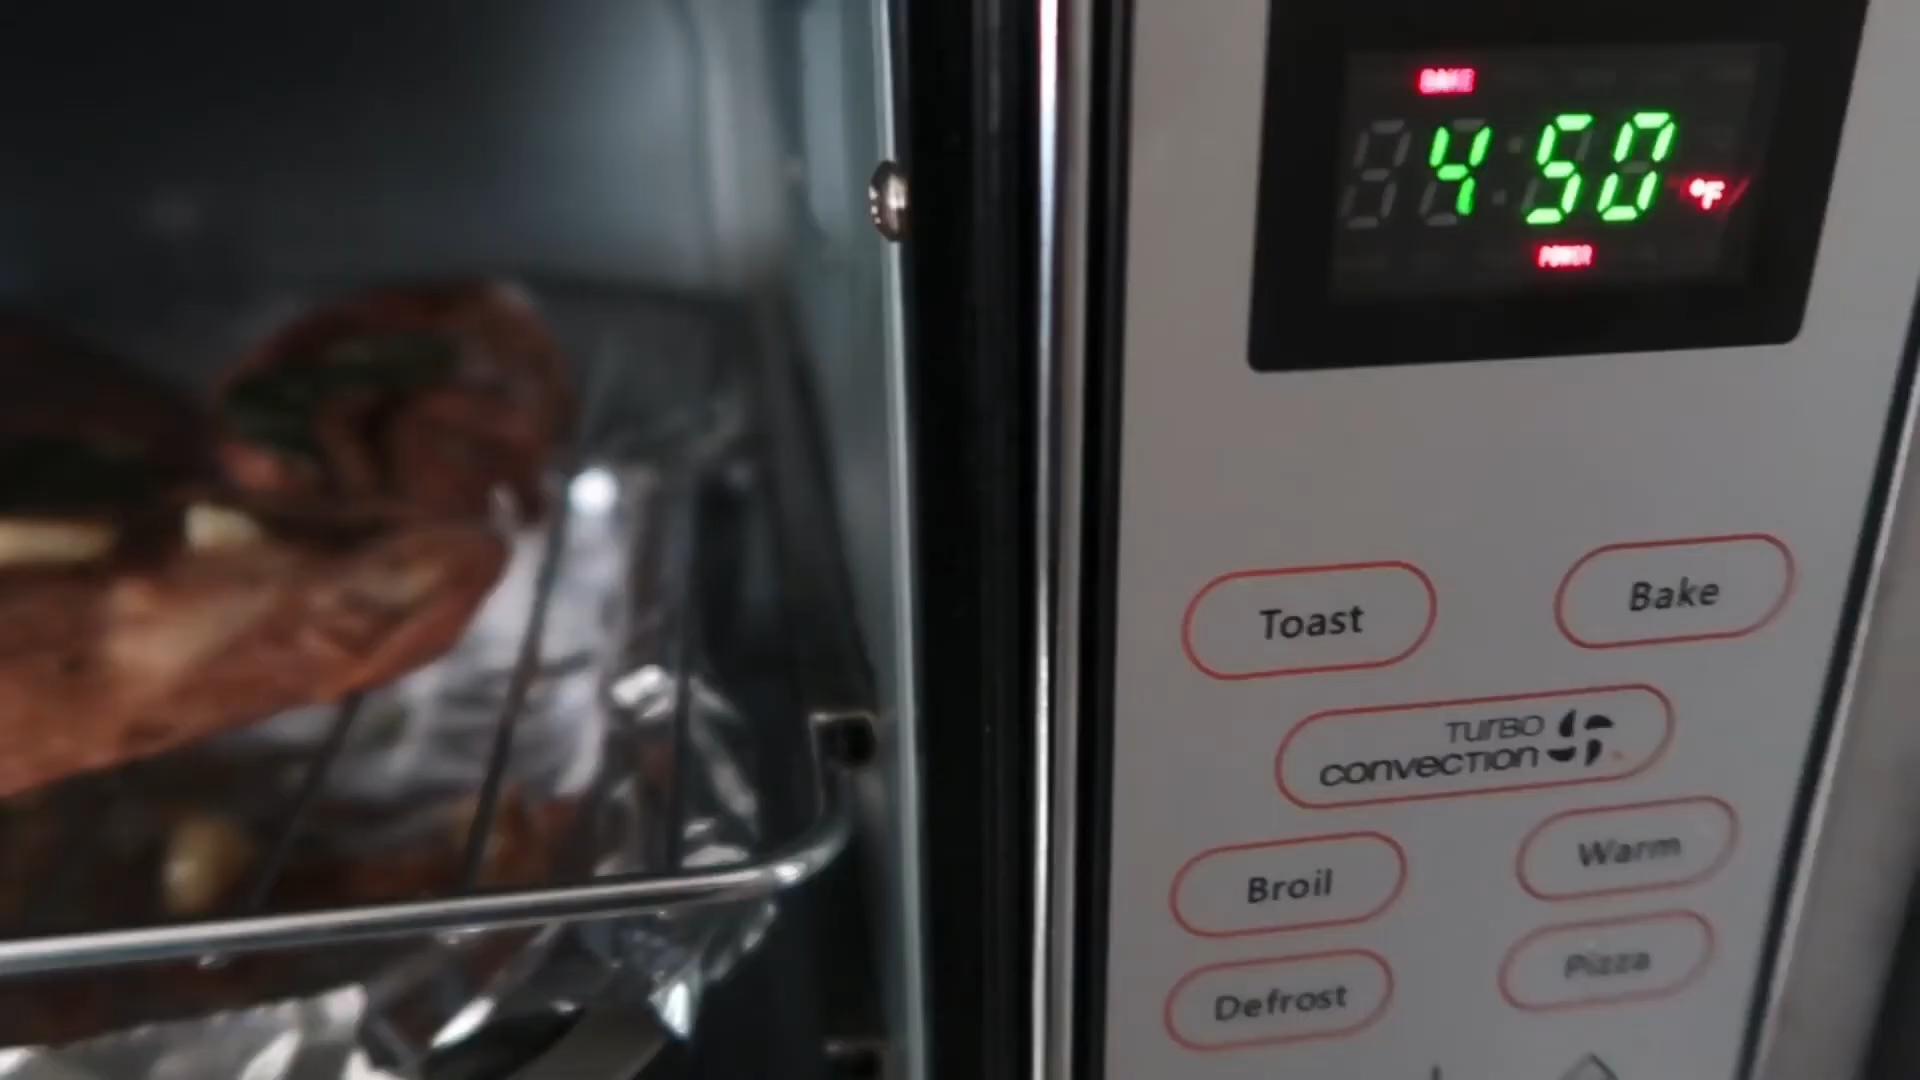 BAKE
450
°F
POWER
Toast
Bake
TURBO
CONVECTION
Broil
Warm
Defrost
Pizza